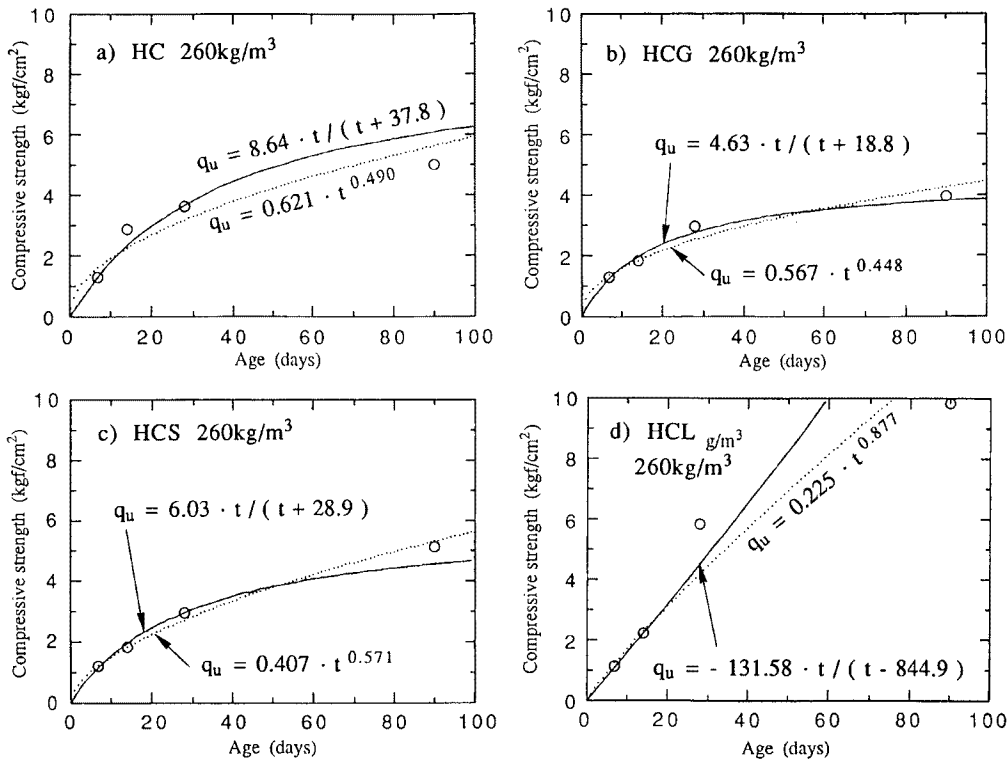 Compressive strength (kgf/cm²)
10
8
6
4
2
0
a) HC 260kg/m³
qᵤ = 8.64 · t / ( t + 37.8 )
qᵤ = 0.621 · t^0.490
0 20 40 60 80 100
Age (days)
Compressive strength (kgf/cm²)
10
8
6
4
2
0
b) HCG 260kg/m³
qᵤ = 4.63 · t / ( t + 18.8 )
qᵤ = 0.567 · t^0.448
0 20 40 60 80 100
Age (days)
Compressive strength (kgf/cm²)
10
8
6
4
2
0
c) HCS 260kg/m³
qᵤ = 6.03 · t / ( t + 28.9 )
qᵤ = 0.407 · t^0.571
0 20 40 60 80 100
Age (days)
Compressive strength (kgf/cm²)
10
8
6
4
2
0
d) HCL g/m³
260kg/m³
qᵤ = 0.225 · t^0.877
qᵤ = - 131.58 · t / ( t - 844.9 )
0 20 40 60 80 100
Age (days)